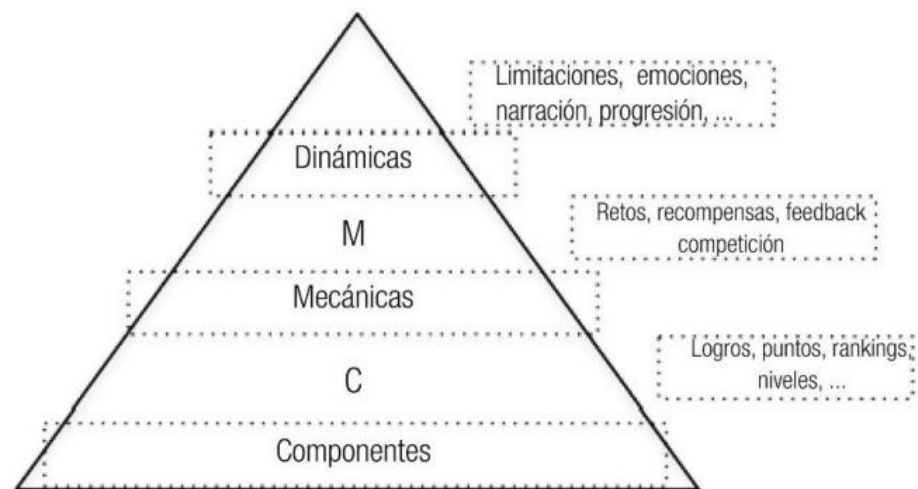 Limitaciones, emociones,
narración, progresión, ...
Dinámicas
M
Retos, recompensas, feedback
competición
Mecánicas
Logros, puntos, rankings,
niveles, ...
C
Componentes